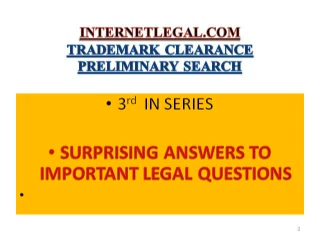 INTERNETLEGAL.COM
TRADEMARK CLEARANCE
PRELIMINARY SEARCH
• 3rd IN SERIES
• SURPRISING ANSWERS TO
IMPORTANT LEGAL QUESTIONS
•
2